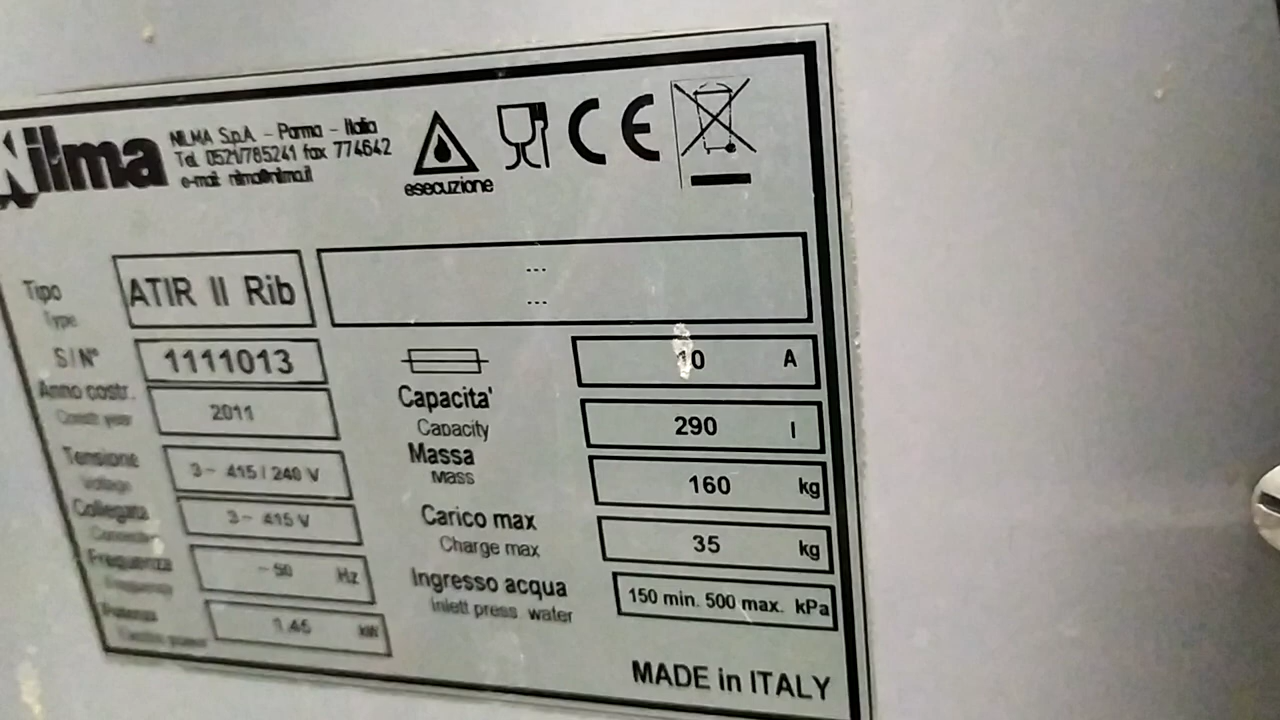 Nilma
NILMA S.p.A. - Parma - Italia
Tel. 0521/785241 fax 774642
e-mail: nilma@nilma.it
esecuzione
CE
Tipo
Type
ATIR II Rib
---
---
S/N°
1111013
Anno costr.
Constr year
2011
Tensione
Voltage
3~ 415 / 240 V
Collegata
3~ 415 V
Frequenza
Frequency
~ 50 Hz
Potenza
1.45 kW
10 A
Capacita'
Capacity
290 l
Massa
Mass
160 kg
Carico max
Charge max
35 kg
Ingresso acqua
Inlett press. water
150 min. 500 max. kPa
MADE in ITALY